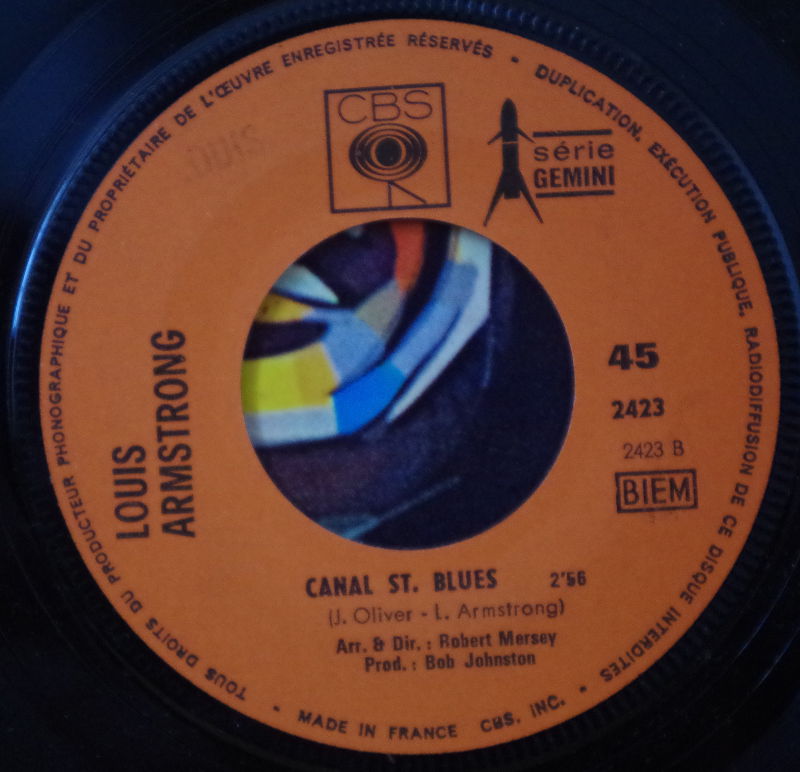 TOUS DROITS DU PRODUCTEUR PHONOGRAPHIQUE ET DU PROPRIÉTAIRE DE L'ŒUVRE ENREGISTRÉE RÉSERVÉS • DUPLICATION, EXÉCUTION PUBLIQUE, RADIODIFFUSION DE CE DISQUE INTERDITES •
CBS
série
GEMINI
LOUIS
ARMSTRONG
45
2423
2423 B
BIEM
CANAL ST. BLUES 2'56
(J. Oliver - L. Armstrong)
Arr. & Dir. : Robert Mersey
Prod. : Bob Johnston
• MADE IN FRANCE CBS. INC. •